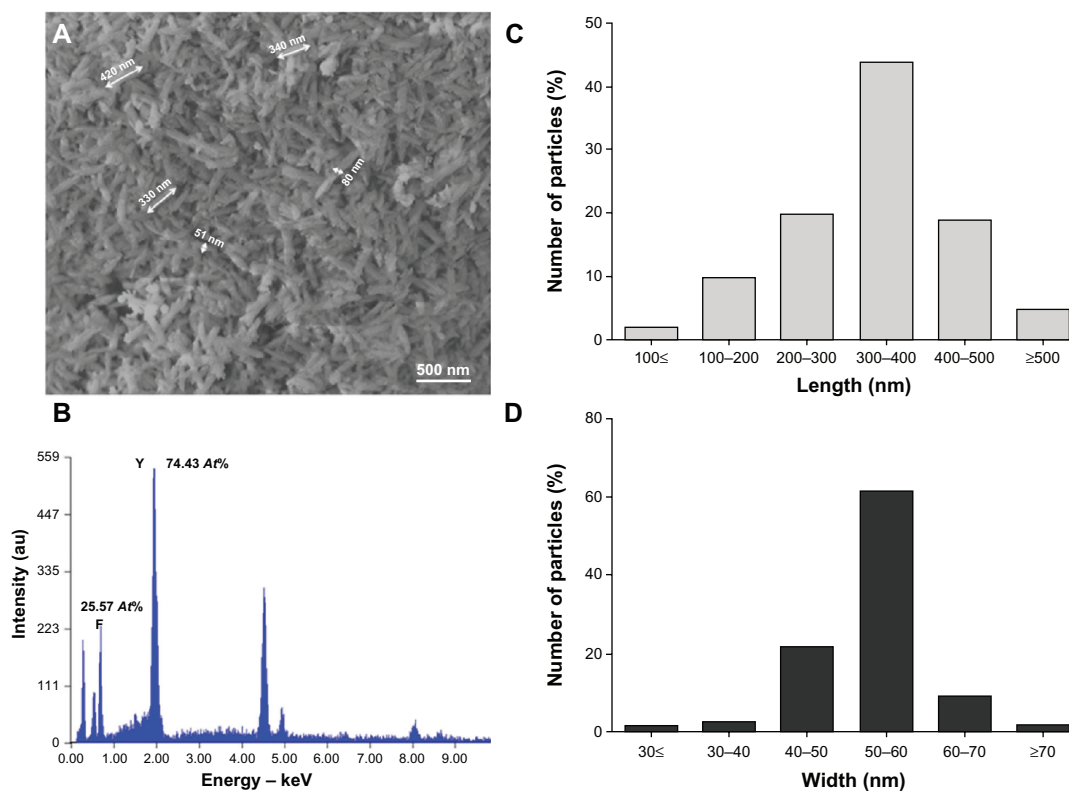 A
420 nm
340 nm
80 nm
330 nm
51 nm
500 nm
B
559
447
335
223
111
0
Intensity (au)
Y 74.43 At%
25.57 At%
F
0.00 1.00 2.00 3.00 4.00 5.00 6.00 7.00 8.00 9.00
Energy – keV
C
50
40
30
20
10
0
Number of particles (%)
100≤ 100–200 200–300 300–400 400–500 ≥500
Length (nm)
D
80
60
40
20
0
Number of particles (%)
30≤ 30–40 40–50 50–60 60–70 ≥70
Width (nm)